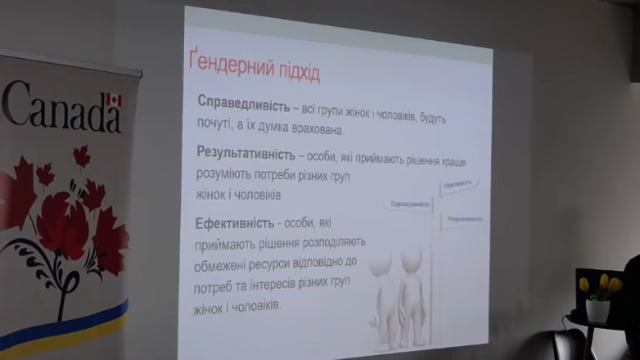 Canada
Ґендерний підхід
Справедливість – всі групи жінок і чоловіків, будуть
почуті, а їх думка врахована.
Результативність – особи, які приймають рішення краще
розуміють потреби різних груп
жінок і чоловіків
Ефективність - особи, які
приймають рішення розподіляють
обмежені ресурси відповідно до
потреб та інтересів різних груп
жінок і чоловіків.
Ефективність
Справедливість
Результативність